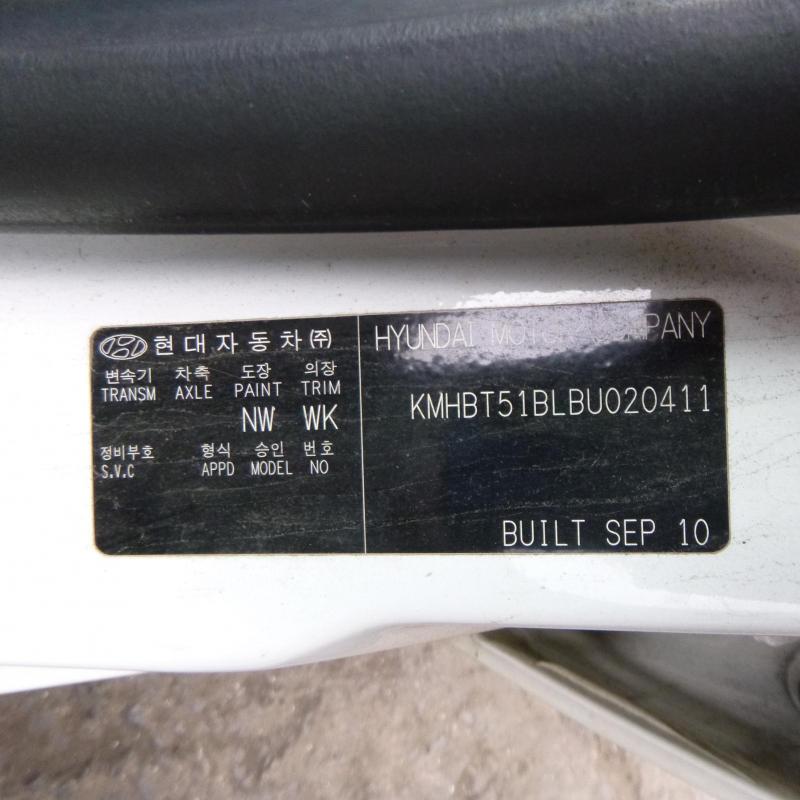 현대자동차(주)
변속기 차축 도장 의장
TRANSM AXLE PAINT TRIM
NW WK
정비부호 형식 승인 번호
S.V.C APPD MODEL NO
HYUNDAI MOTOR COMPANY
KMHBT51BLBU020411
BUILT SEP 10